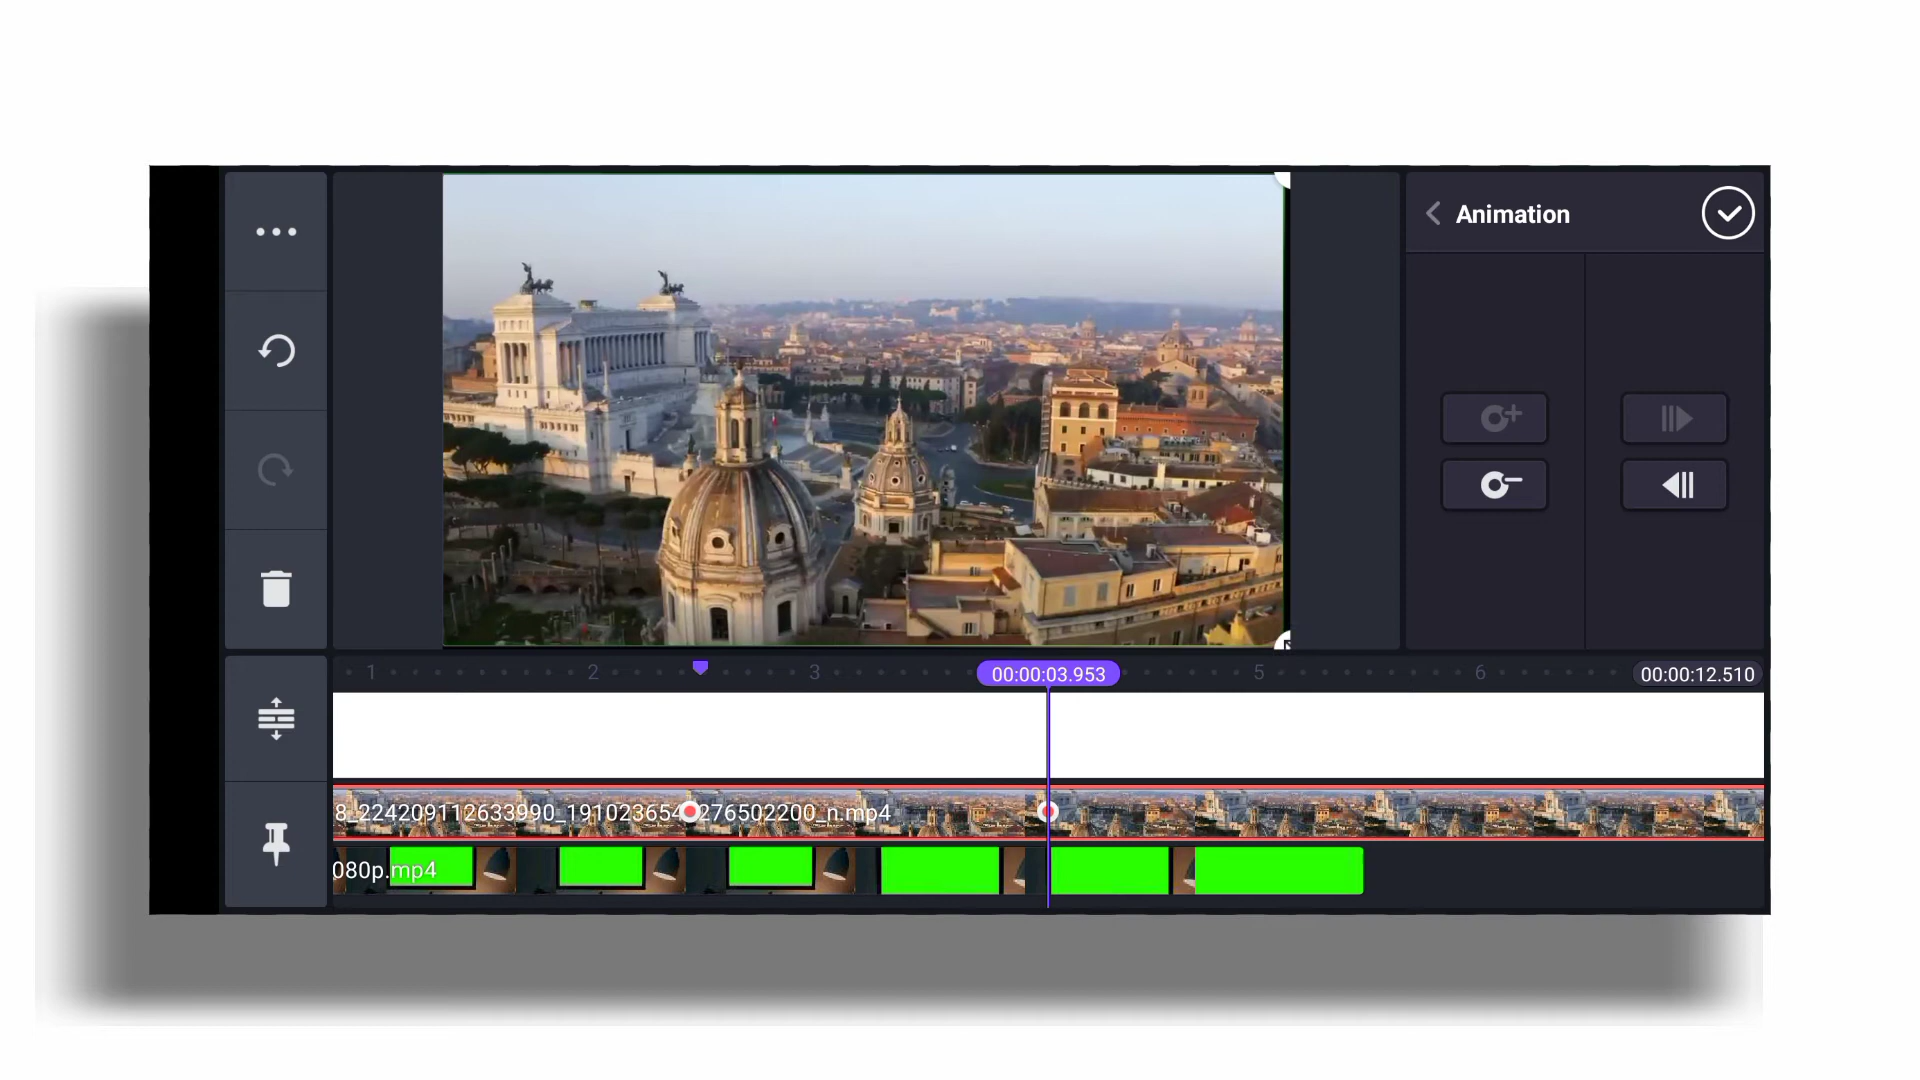 Animation
1 2 3 00:00:03.953 5 6 00:00:12.510
8_224209112633990_191023654 276502200_n.mp4
080p.mp4